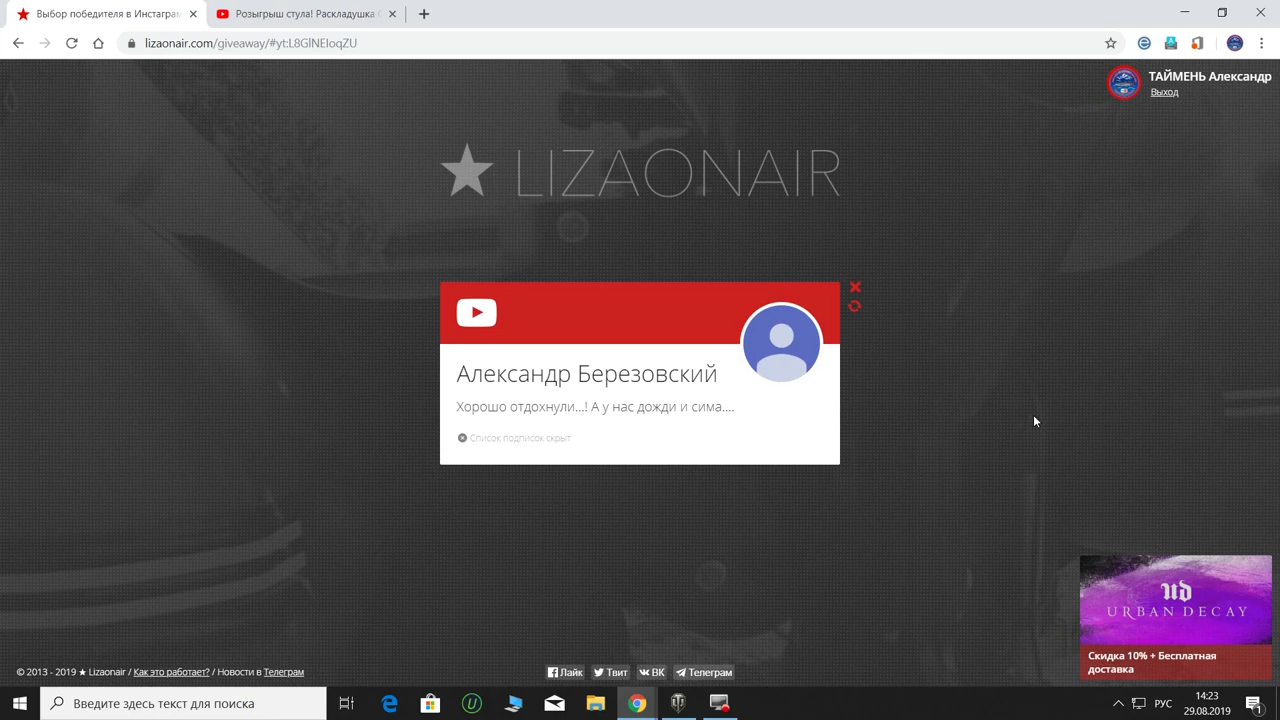 Выбор победителя в Инстаграм
Розыгрыш стула! Раскладушка
lizaonair.com/giveaway/#yt:L8GlNEloqZU
ТАЙМЕНЬ Александр
Выход
LIZAONAIR
Александр Березовский
Хорошо отдохнули...! А у нас дожди и сима....
Список подписок скрыт
ud
URBAN DECAY
Скидка 10% + Бесплатная
доставка
© 2013 - 2019 ★ Lizaonair / Как это работает? / Новости в Телеграм
Лайк Твит ВК Телеграм
Введите здесь текст для поиска
РУС
14:23
29.08.2019
1